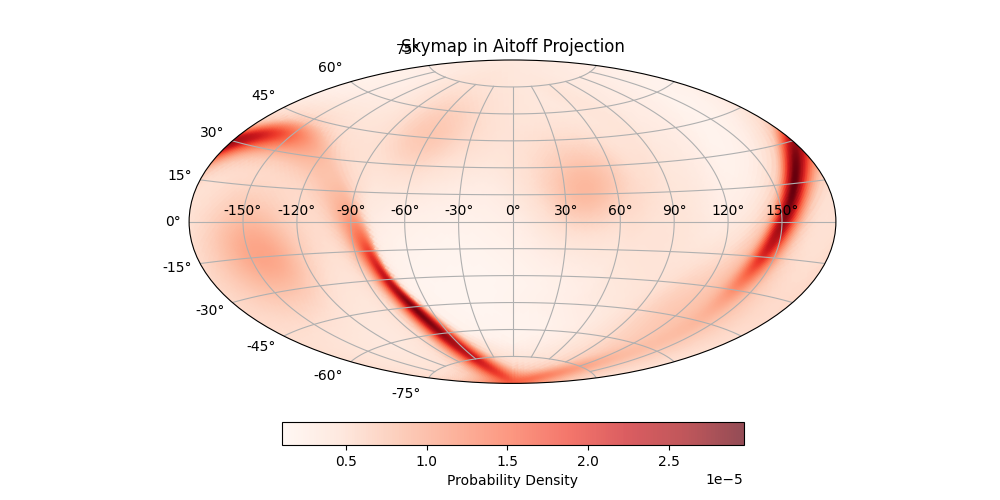 75°
Skymap in Aitoff Projection
60°
45°
30°
15°
-150° -120° -90° -60° -30° 0° 30° 60° 90° 120° 150°
0°
-15°
-30°
-45°
-60°
-75°
0.5 1.0 1.5 2.0 2.5
1e−5
Probability Density